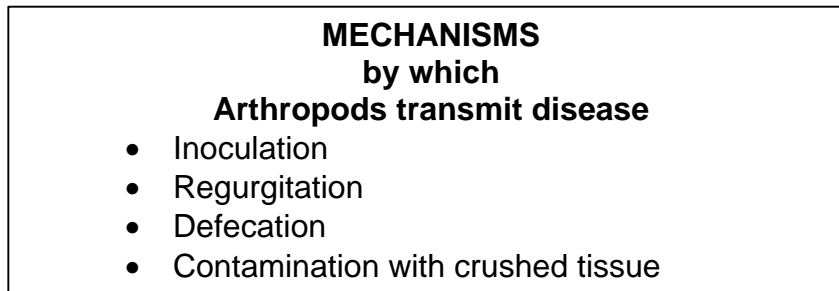 MECHANISMS
by which
Arthropods transmit disease
• Inoculation
• Regurgitation
• Defecation
• Contamination with crushed tissue